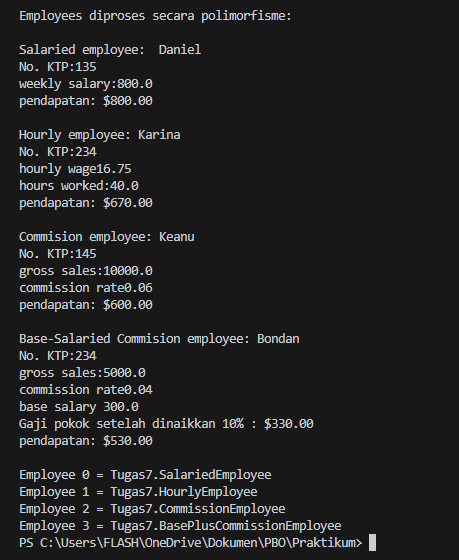 Employees diproses secara polimorfisme:
Salaried employee:  Daniel
No. KTP:135
weekly salary:800.0
pendapatan: $800.00
Hourly employee: Karina
No. KTP:234
hourly wage16.75
hours worked:40.0
pendapatan: $670.00
Commision employee: Keanu
No. KTP:145
gross sales:10000.0
commission rate0.06
pendapatan: $600.00
Base-Salaried Commision employee: Bondan
No. KTP:234
gross sales:5000.0
commission rate0.04
base salary 300.0
Gaji pokok setelah dinaikkan 10% : $330.00
pendapatan: $530.00
Employee 0 = Tugas7.SalariedEmployee
Employee 1 = Tugas7.HourlyEmployee
Employee 2 = Tugas7.CommissionEmployee
Employee 3 = Tugas7.BasePlusCommissionEmployee
PS C:\Users\FLASH\OneDrive\Dokumen\PBO\Praktikum>